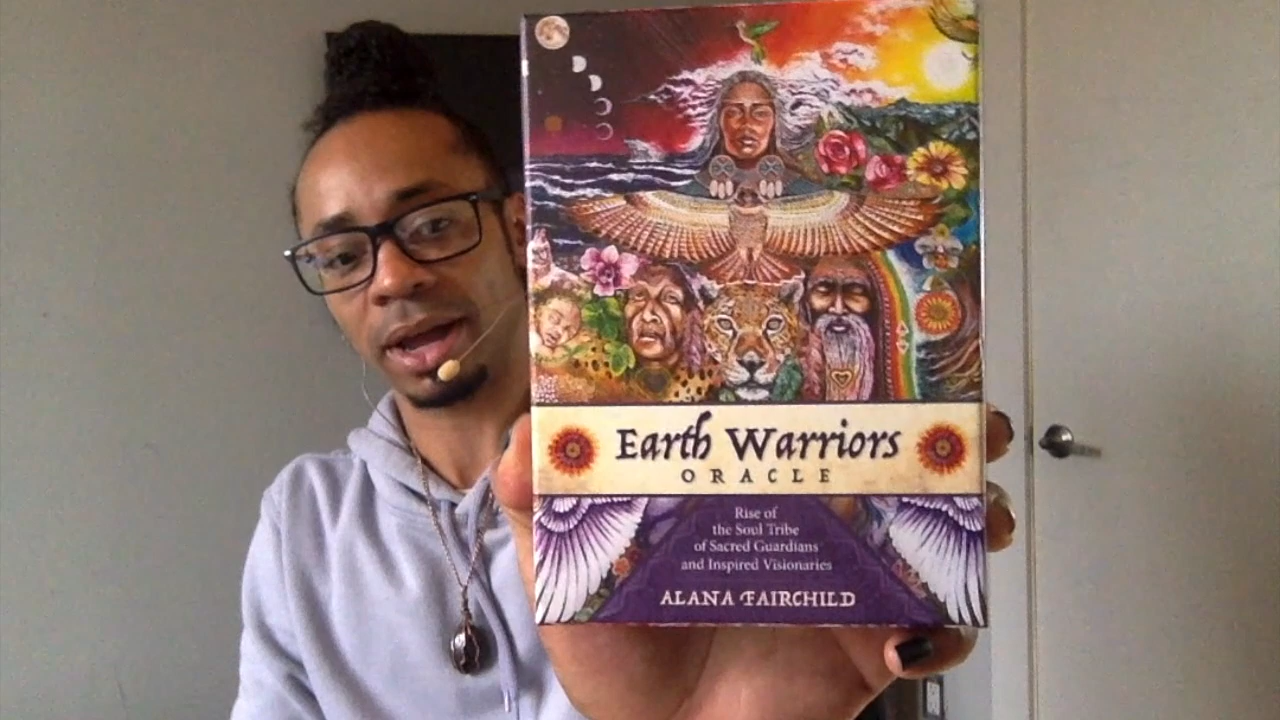 Earth Warriors
ORACLE
Rise of
the Soul Tribe
of Sacred Guardians
and Inspired Visionaries
ALANA FAIRCHILD